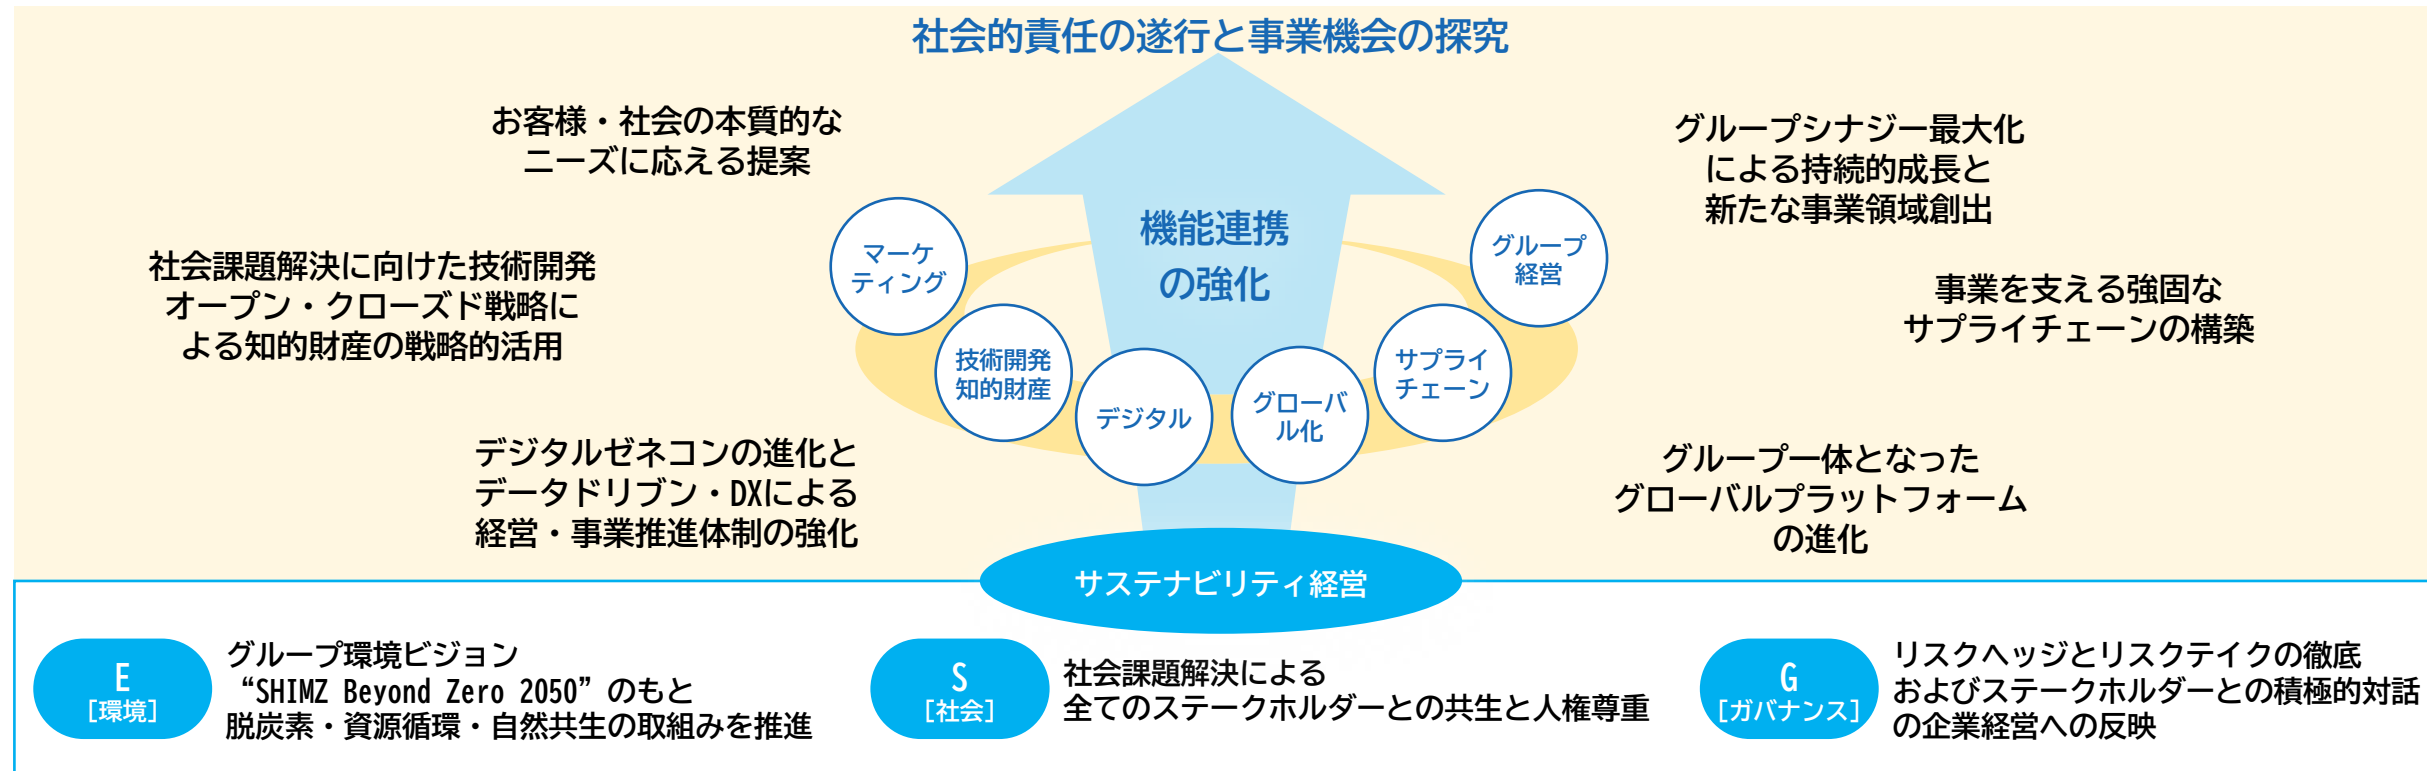 社会的責任の遂行と事業機会の探究
お客様・社会の本質的な
ニーズに応える提案
社会課題解決に向けた技術開発
オープン・クローズド戦略に
よる知的財産の戦略的活用
デジタルゼネコンの進化と
データドリブン・DXによる
経営・事業推進体制の強化
機能連携
の強化
マーケ
ティング
技術開発
知的財産
デジタル
グローバ
ル化
サプライ
チェーン
グループ
経営
グループシナジー最大化
による持続的成長と
新たな事業領域創出
事業を支える強固な
サプライチェーンの構築
グループ一体となった
グローバルプラットフォーム
の進化
サステナビリティ経営
E
[環境]
グループ環境ビジョン
“SHIMZ Beyond Zero 2050”のもと
脱炭素・資源循環・自然共生の取組みを推進
S
[社会]
社会課題解決による
全てのステークホルダーとの共生と人権尊重
G
[ガバナンス]
リスクヘッジとリスクテイクの徹底
およびステークホルダーとの積極的対話
の企業経営への反映